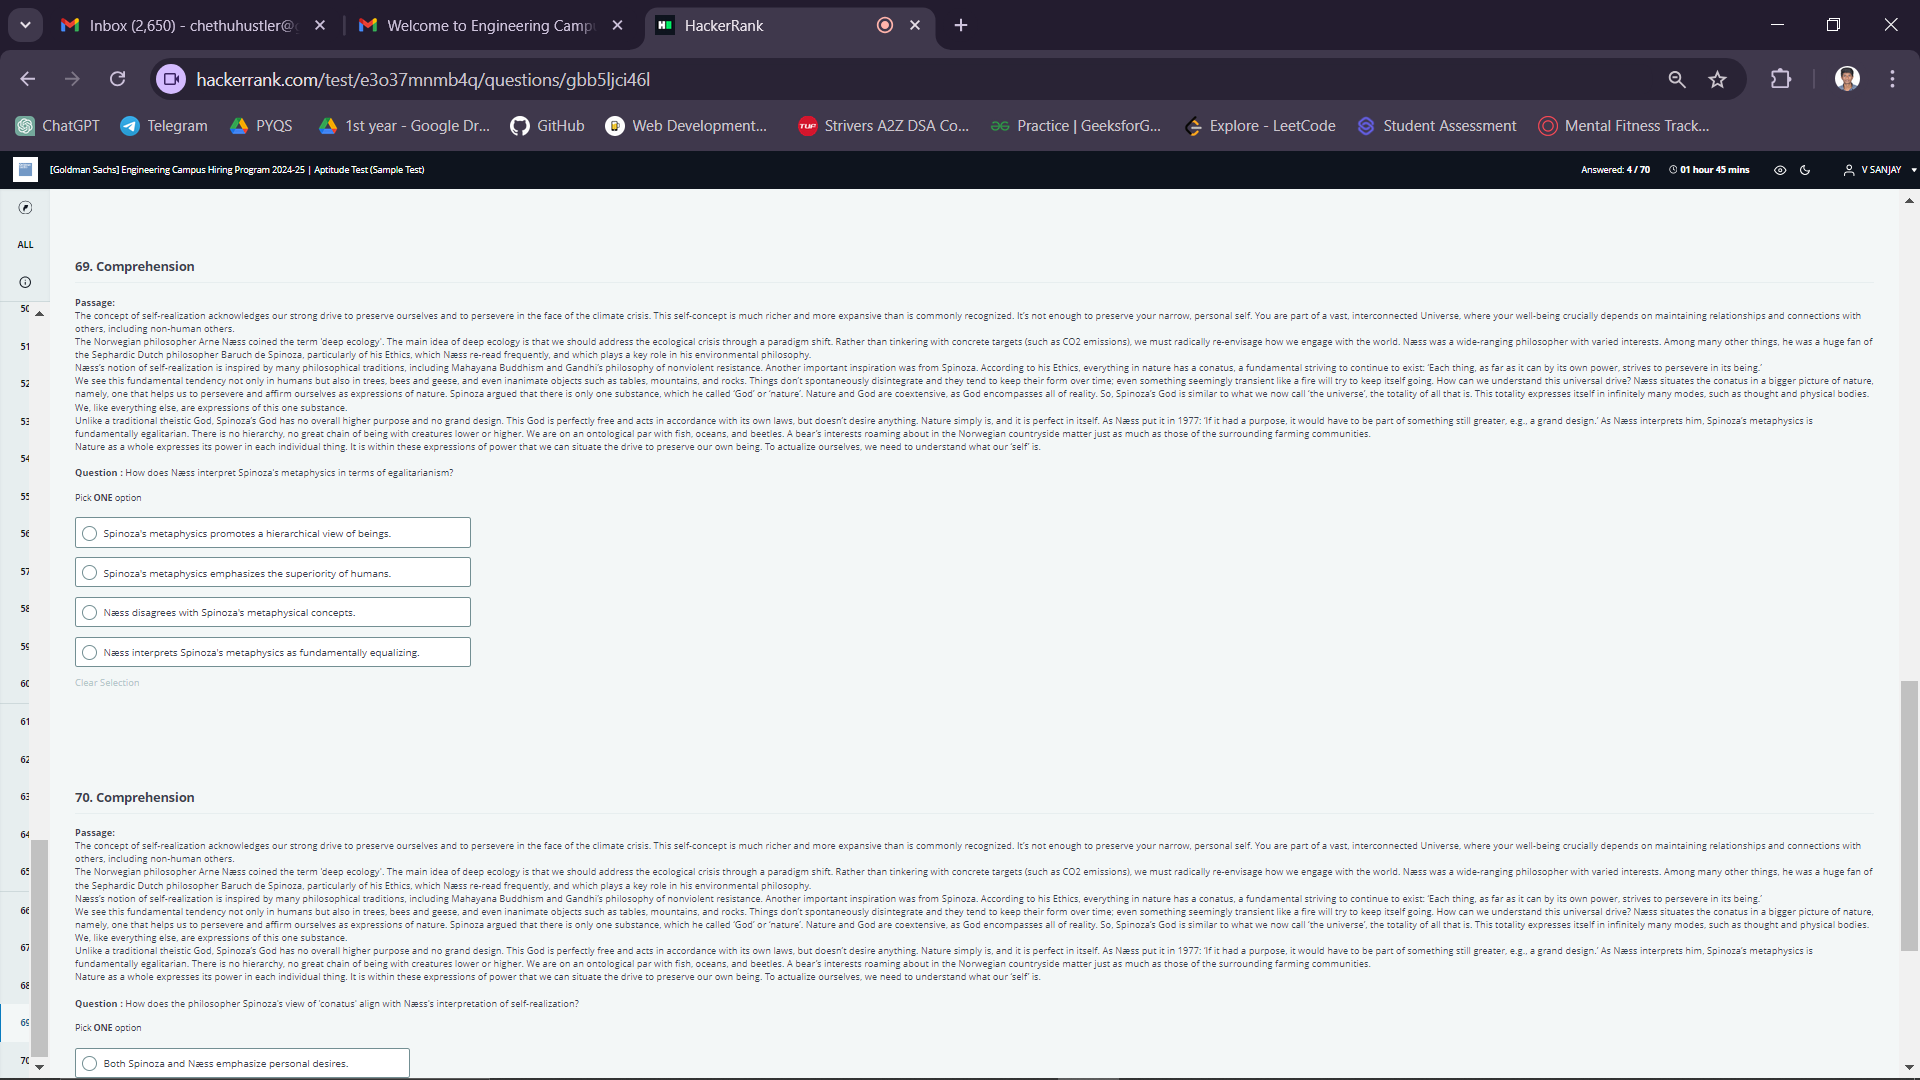 Inbox (2,650) - chethuhustler@g
Welcome to Engineering Camp
HackerRank
hackerrank.com/test/e3o37mnmb4q/questions/gbb5ljci46l
ChatGPT
Telegram
PYQS
1st year - Google Dr...
GitHub
Web Development...
TUF
Strivers A2Z DSA Co...
Practice | GeeksforG...
Explore - LeetCode
Student Assessment
Mental Fitness Track...
[Goldman Sachs] Engineering Campus Hiring Program 2024-25 | Aptitude Test (Sample Test)
Answered: 4 / 70
01 hour 45 mins
V SANJAY
ALL
50
51
52
53
54
55
56
57
58
59
60
61
62
63
64
65
66
67
68
69
70
69. Comprehension
Passage:
The concept of self-realization acknowledges our strong drive to preserve ourselves and to persevere in the face of the climate crisis. This self-concept is much richer and more expansive than is commonly recognized. It's not enough to preserve your narrow, personal self. You are part of a vast, interconnected Universe, where your well-being crucially depends on maintaining relationships and connections with
others, including non-human others.
The Norwegian philosopher Arne Næss coined the term 'deep ecology'. The main idea of deep ecology is that we should address the ecological crisis through a paradigm shift. Rather than tinkering with concrete targets (such as CO2 emissions), we must radically re-envisage how we engage with the world. Næss was a wide-ranging philosopher with varied interests. Among many other things, he was a huge fan of
the Sephardic Dutch philosopher Baruch de Spinoza, particularly of his Ethics, which Næss re-read frequently, and which plays a key role in his environmental philosophy.
Næss's notion of self-realization is inspired by many philosophical traditions, including Mahayana Buddhism and Gandhi's philosophy of nonviolent resistance. Another important inspiration was from Spinoza. According to his Ethics, everything in nature has a conatus, a fundamental striving to continue to exist: 'Each thing, as far as it can by its own power, strives to persevere in its being.'
We see this fundamental tendency not only in humans but also in trees, bees and geese, and even inanimate objects such as tables, mountains, and rocks. Things don't spontaneously disintegrate and they tend to keep their form over time; even something seemingly transient like a fire will try to keep itself going. How can we understand this universal drive? Næss situates the conatus in a bigger picture of nature,
namely, one that helps us to persevere and affirm ourselves as expressions of nature. Spinoza argued that there is only one substance, which he called 'God' or 'nature'. Nature and God are coextensive, as God encompasses all of reality. So, Spinoza's God is similar to what we now call 'the universe', the totality of all that is. This totality expresses itself in infinitely many modes, such as thought and physical bodies.
We, like everything else, are expressions of this one substance.
Unlike a traditional theistic God, Spinoza's God has no overall higher purpose and no grand design. This God is perfectly free and acts in accordance with its own laws, but doesn't desire anything. Nature simply is, and it is perfect in itself. As Næss put it in 1977: 'If it had a purpose, it would have to be part of something still greater, e.g., a grand design.' As Næss interprets him, Spinoza's metaphysics is
fundamentally egalitarian. There is no hierarchy, no great chain of being with creatures lower or higher. We are on an ontological par with fish, oceans, and beetles. A bear's interests roaming about in the Norwegian countryside matter just as much as those of the surrounding farming communities.
Nature as a whole expresses its power in each individual thing. It is within these expressions of power that we can situate the drive to preserve our own being. To actualize ourselves, we need to understand what our 'self' is.
Question : How does Næss interpret Spinoza's metaphysics in terms of egalitarianism?
Pick ONE option
Spinoza's metaphysics promotes a hierarchical view of beings.
Spinoza's metaphysics emphasizes the superiority of humans.
Næss disagrees with Spinoza's metaphysical concepts.
Næss interprets Spinoza's metaphysics as fundamentally equalizing.
Clear Selection
70. Comprehension
Passage:
The concept of self-realization acknowledges our strong drive to preserve ourselves and to persevere in the face of the climate crisis. This self-concept is much richer and more expansive than is commonly recognized. It's not enough to preserve your narrow, personal self. You are part of a vast, interconnected Universe, where your well-being crucially depends on maintaining relationships and connections with
others, including non-human others.
The Norwegian philosopher Arne Næss coined the term 'deep ecology'. The main idea of deep ecology is that we should address the ecological crisis through a paradigm shift. Rather than tinkering with concrete targets (such as CO2 emissions), we must radically re-envisage how we engage with the world. Næss was a wide-ranging philosopher with varied interests. Among many other things, he was a huge fan of
the Sephardic Dutch philosopher Baruch de Spinoza, particularly of his Ethics, which Næss re-read frequently, and which plays a key role in his environmental philosophy.
Næss's notion of self-realization is inspired by many philosophical traditions, including Mahayana Buddhism and Gandhi's philosophy of nonviolent resistance. Another important inspiration was from Spinoza. According to his Ethics, everything in nature has a conatus, a fundamental striving to continue to exist: 'Each thing, as far as it can by its own power, strives to persevere in its being.'
We see this fundamental tendency not only in humans but also in trees, bees and geese, and even inanimate objects such as tables, mountains, and rocks. Things don't spontaneously disintegrate and they tend to keep their form over time; even something seemingly transient like a fire will try to keep itself going. How can we understand this universal drive? Næss situates the conatus in a bigger picture of nature,
namely, one that helps us to persevere and affirm ourselves as expressions of nature. Spinoza argued that there is only one substance, which he called 'God' or 'nature'. Nature and God are coextensive, as God encompasses all of reality. So, Spinoza's God is similar to what we now call 'the universe', the totality of all that is. This totality expresses itself in infinitely many modes, such as thought and physical bodies.
We, like everything else, are expressions of this one substance.
Unlike a traditional theistic God, Spinoza's God has no overall higher purpose and no grand design. This God is perfectly free and acts in accordance with its own laws, but doesn't desire anything. Nature simply is, and it is perfect in itself. As Næss put it in 1977: 'If it had a purpose, it would have to be part of something still greater, e.g., a grand design.' As Næss interprets him, Spinoza's metaphysics is
fundamentally egalitarian. There is no hierarchy, no great chain of being with creatures lower or higher. We are on an ontological par with fish, oceans, and beetles. A bear's interests roaming about in the Norwegian countryside matter just as much as those of the surrounding farming communities.
Nature as a whole expresses its power in each individual thing. It is within these expressions of power that we can situate the drive to preserve our own being. To actualize ourselves, we need to understand what our 'self' is.
Question : How does the philosopher Spinoza's view of 'conatus' align with Næss's interpretation of self-realization?
Pick ONE option
Both Spinoza and Næss emphasize personal desires.